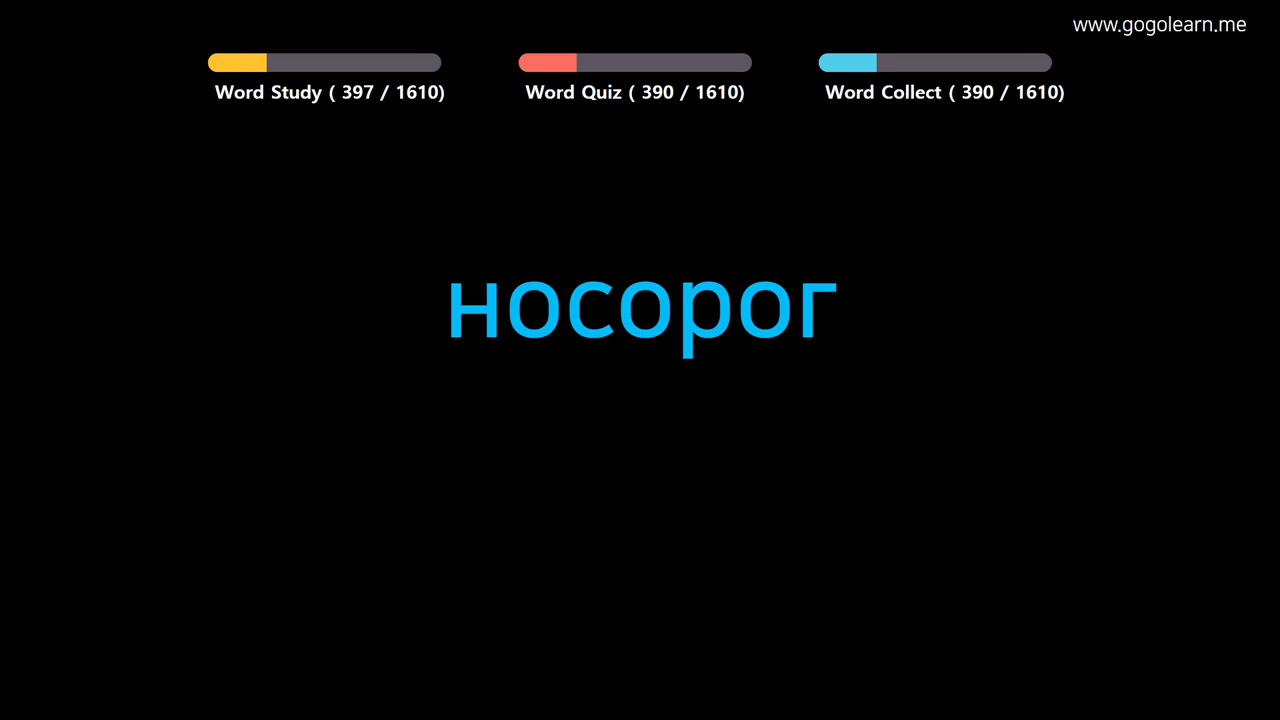 www.gogolearn.me
Word Study ( 397 / 1610)
Word Quiz ( 390 / 1610)
Word Collect ( 390 / 1610)
носорог